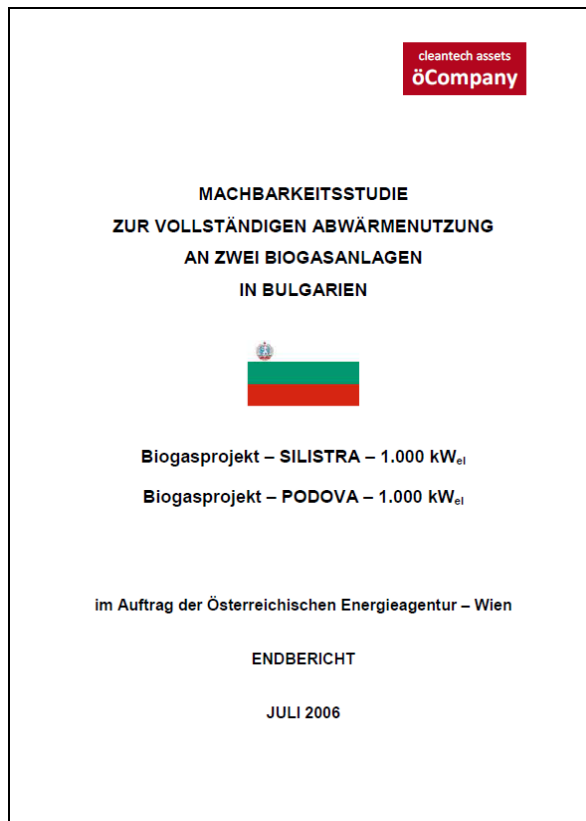 cleantech assets
öCompany
MACHBARKEITSSTUDIE
ZUR VOLLSTÄNDIGEN ABWÄRMENUTZUNG
AN ZWEI BIOGASANLAGEN
IN BULGARIEN
Biogasprojekt – SILISTRA – 1.000 kWel
Biogasprojekt – PODOVA – 1.000 kWel
im Auftrag der Österreichischen Energieagentur – Wien
ENDBERICHT
JULI 2006